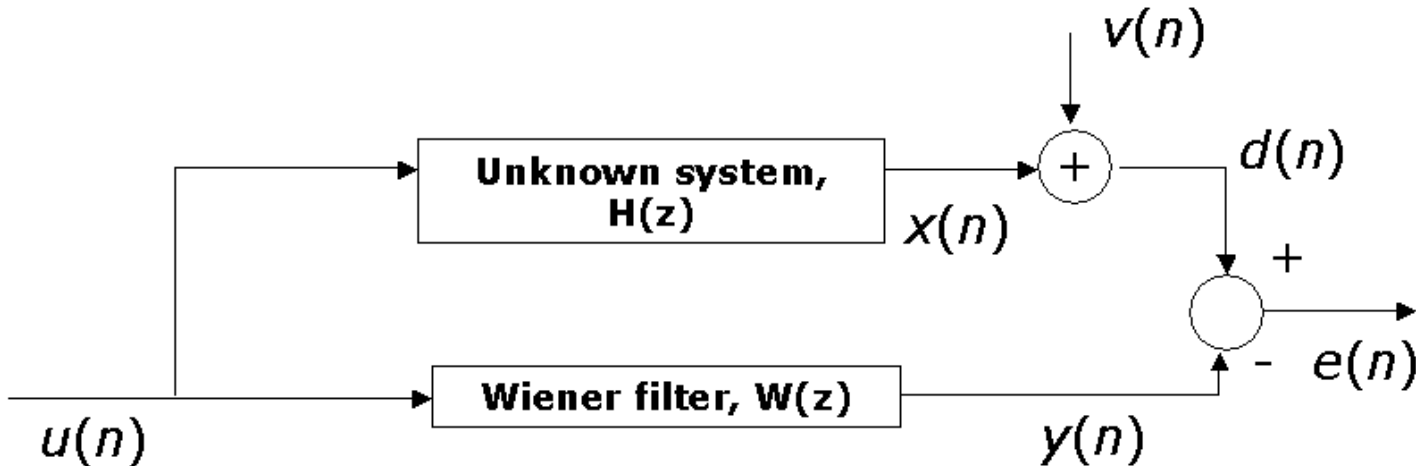 v(n)
+
d(n)
Unknown system,
H(z)
x(n)
+
-
e(n)
Wiener filter, W(z)
u(n)
y(n)